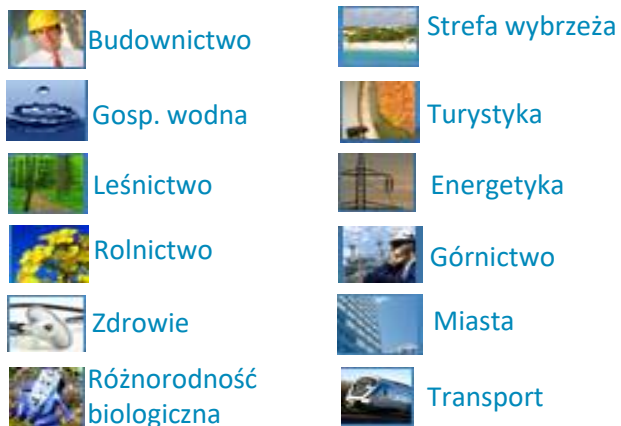 Budownictwo
Gosp. wodna
Leśnictwo
Rolnictwo
Zdrowie
Różnorodność
biologiczna
Strefa wybrzeża
Turystyka
Energetyka
Górnictwo
Miasta
Transport